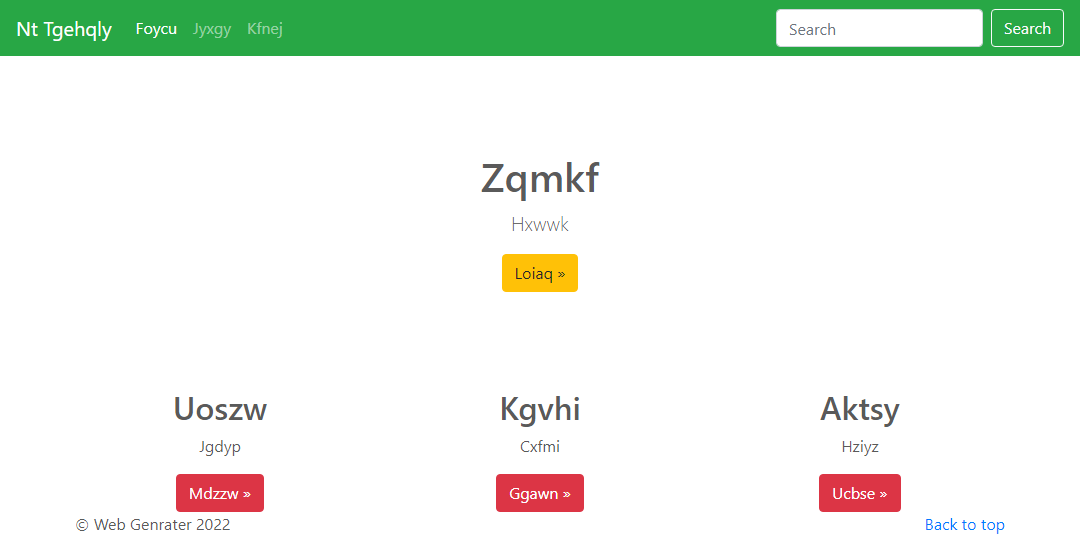 Nt Tgehqly Foycu Jyxgy Kfnej Search Search
Zqmkf
Hxwwk
Loiaq »
Uoszw Kgvhi Aktsy
Jgdyp Cxfmi Hziyz
Mdzzw » Ggawn » Ucbse »
© Web Genrater 2022 Back to top